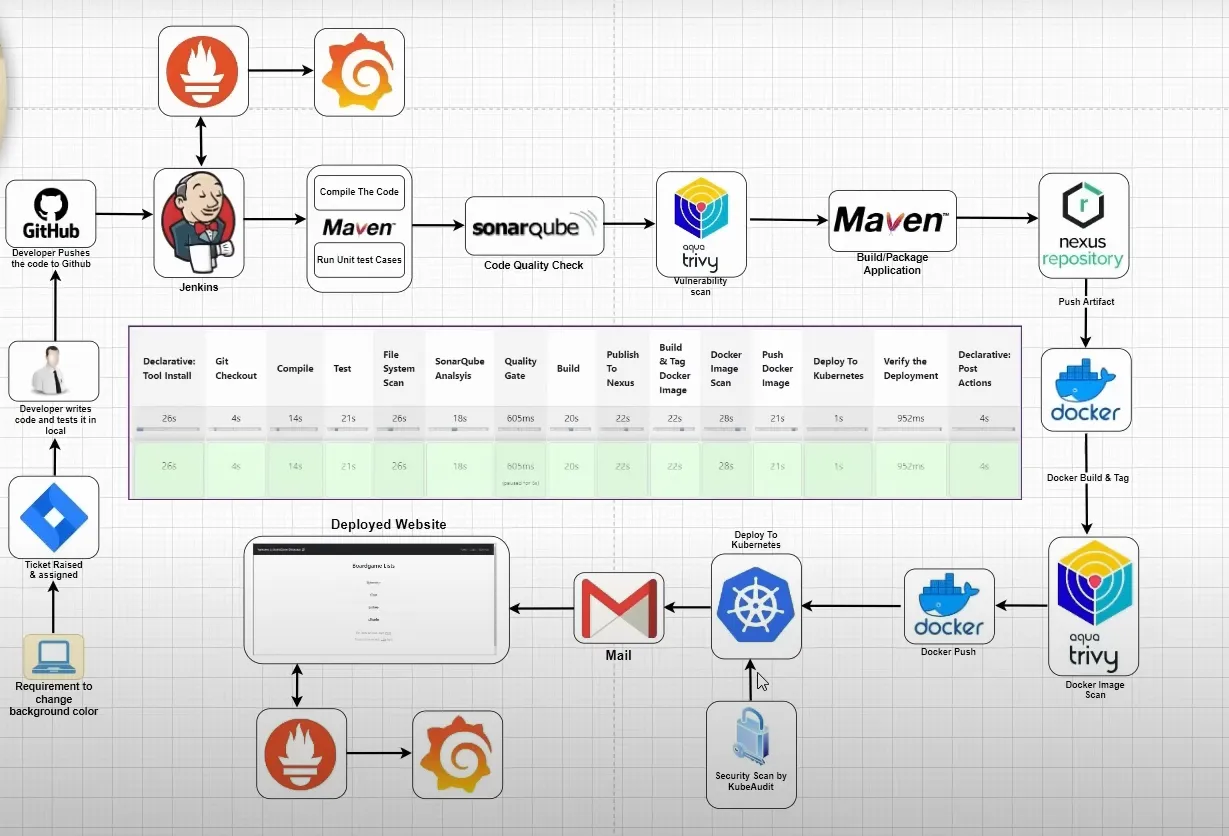 GitHub
Developer Pushes
the code to Github
Jenkins
Compile The Code
Maven™
Run Unit test Cases
sonarqube
Code Quality Check
aqua
trivy
Vulnerability
scan
Maven™
Build/Package
Application
nexus
repository
Push Artifact
docker
Docker Build & Tag
Developer writes
code and tests it in
local
Ticket Raised
& assigned
Requirement to
change
background color
Declarative:
Tool Install
Git
Checkout
Compile
Test
File
System
Scan
SonarQube
Analsyis
Quality
Gate
Build
Publish
To
Nexus
Build
& Tag
Docker
Image
Docker
Image
Scan
Push
Docker
Image
Deploy To
Kubernetes
Verify the
Deployment
Declarative:
Post
Actions
26s 4s 14s 21s 26s 18s 605ms 20s 22s 22s 28s 21s 1s 952ms 4s
26s 4s 14s 21s 26s 18s 605ms 20s 22s 22s 28s 21s 1s 952ms 4s
Deployed Website
Boardgame Lists
Mail
Deploy To
Kubernetes
docker
Docker Push
aqua
trivy
Docker Image
Scan
Security Scan by
KubeAudit